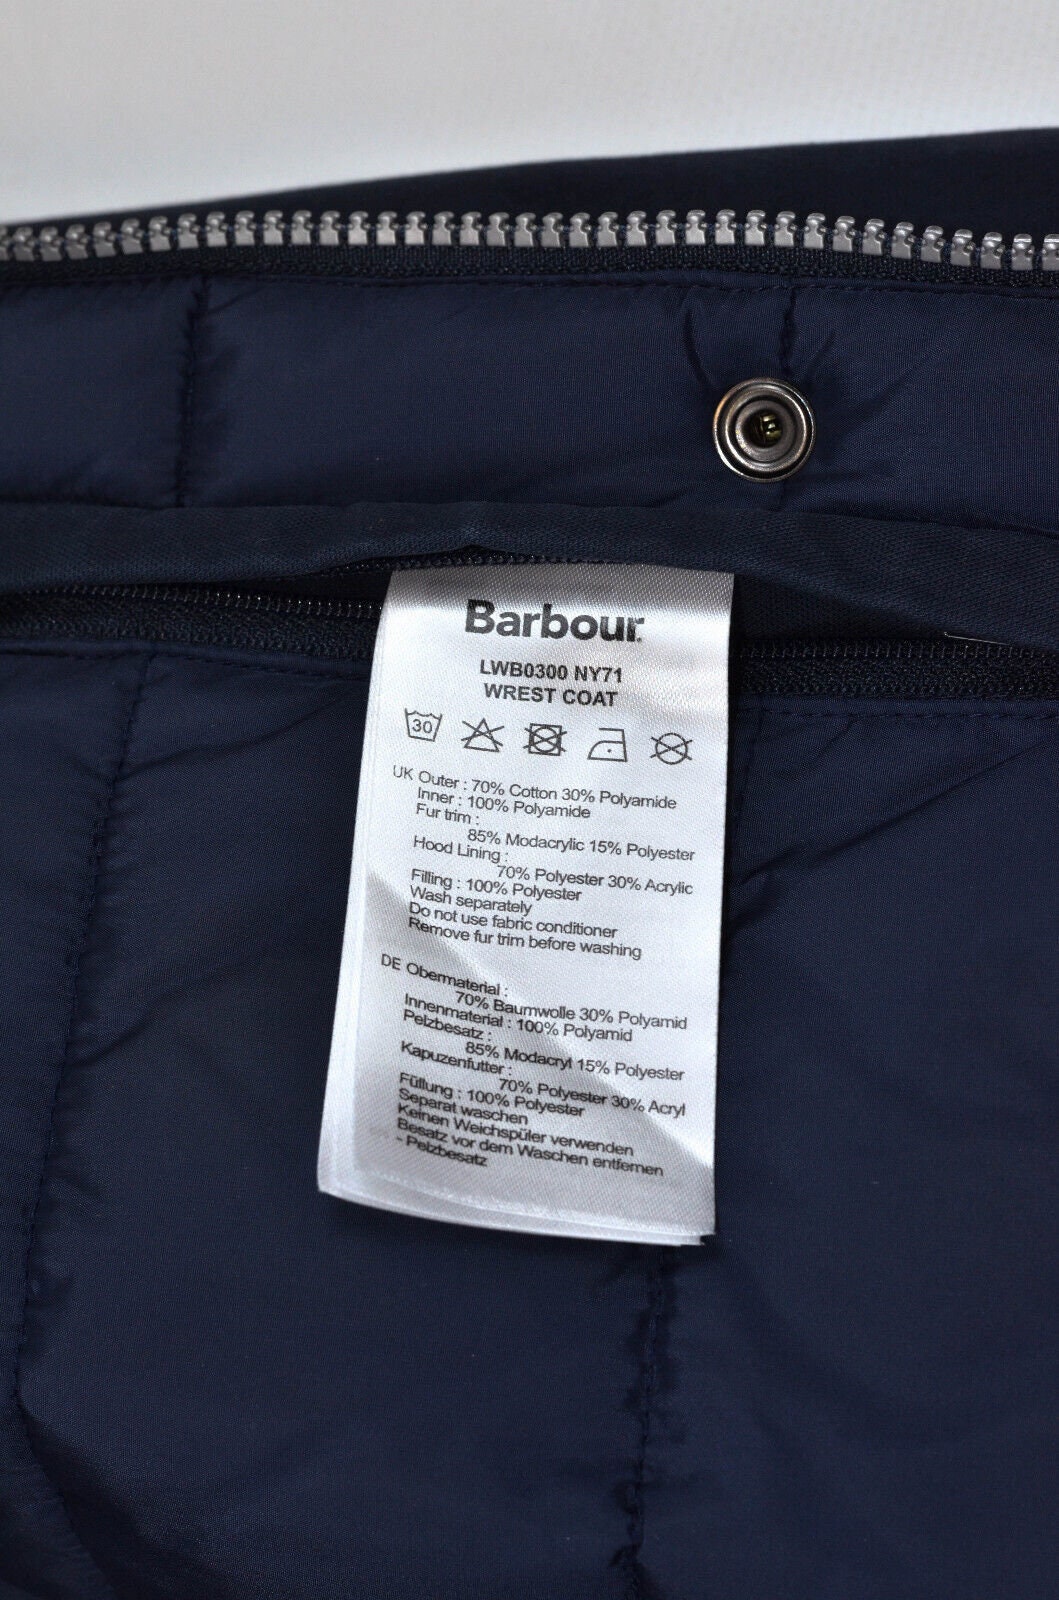 Barbour
LWB0300 NY71
WREST COAT
30
UK Outer : 70% Cotton 30% Polyamide
Inner : 100% Polyamide
Fur trim :
85% Modacrylic 15% Polyester
Hood Lining :
70% Polyester 30% Acrylic
Filling : 100% Polyester
Wash separately
Do not use fabric conditioner
Remove fur trim before washing
DE Obermaterial :
70% Baumwolle 30% Polyamid
Innenmaterial : 100% Polyamid
Pelzbesatz :
85% Modacryl 15% Polyester
Kapuzenfutter :
70% Polyester 30% Acryl
Füllung : 100% Polyester
Separat waschen
Keinen Weichspüler verwenden
Besatz vor dem Waschen entfernen
- Pelzbesatz